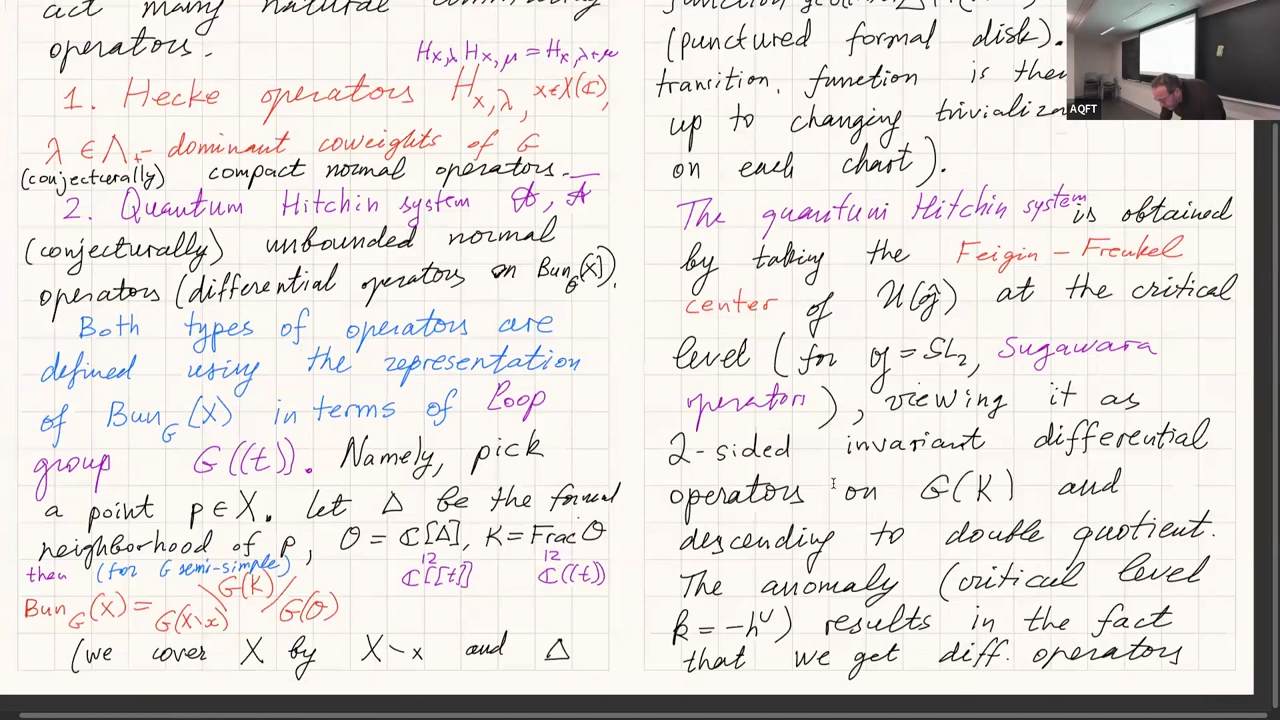 act many natural commuting
operators.
H_{x,λ} H_{x,μ} = H_{x,λ+μ}
1. Hecke operators H_{x,λ}, x∈X(ℂ),
λ ∈ Λ₊ - dominant coweights of G
(conjecturally) compact normal operators.
2. Quantum Hitchin system A, A̅
(conjecturally) unbounded normal
operators (differential operators on Bun_G(X)).
Both types of operators are
defined using the representation
of Bun_G(X) in terms of loop
group G((t)). Namely, pick
a point p∈X. Let Δ be the formal
neighborhood of p, O = ℂ[Δ], K = Frac O
then (for G semi-simple) ℂ[[t]] ℂ((t))
Bun_G(X) = G(X∖x)\G(K)/G(O)
(we cover X by X∖x and Δ
(punctured formal disk).
transition function is then
up to changing
on each chart).
The quantum Hitchin system is obtained
by taking the Feigin-Frenkel
center of U(ĝ) at the critical
level (for g = SL₂, Sugawara
operators), viewing it as
2-sided invariant differential
operators on G(K) and
descending to double quotient.
The anomaly (critical level
k = -h^∨) results in the fact
that we get diff. operators
AQFT